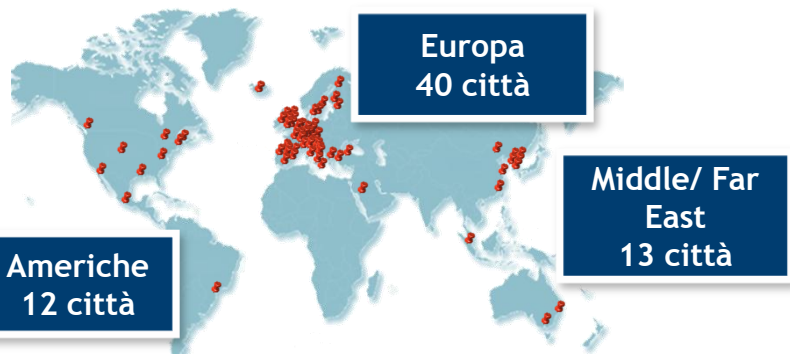 Europa
40 città
Middle/ Far
East
13 città
Americhe
12 città